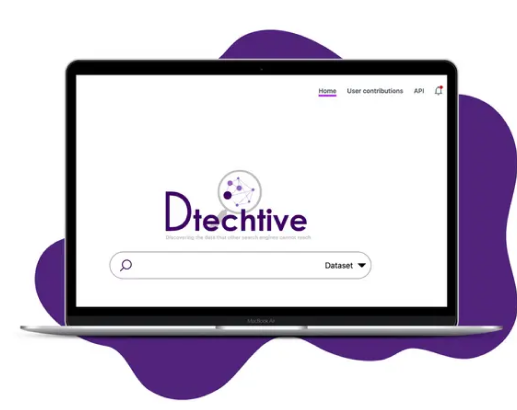 Home User contributions API
Dtechtive
Discovering the data that other search engines cannot reach
Dataset
MacBook Air